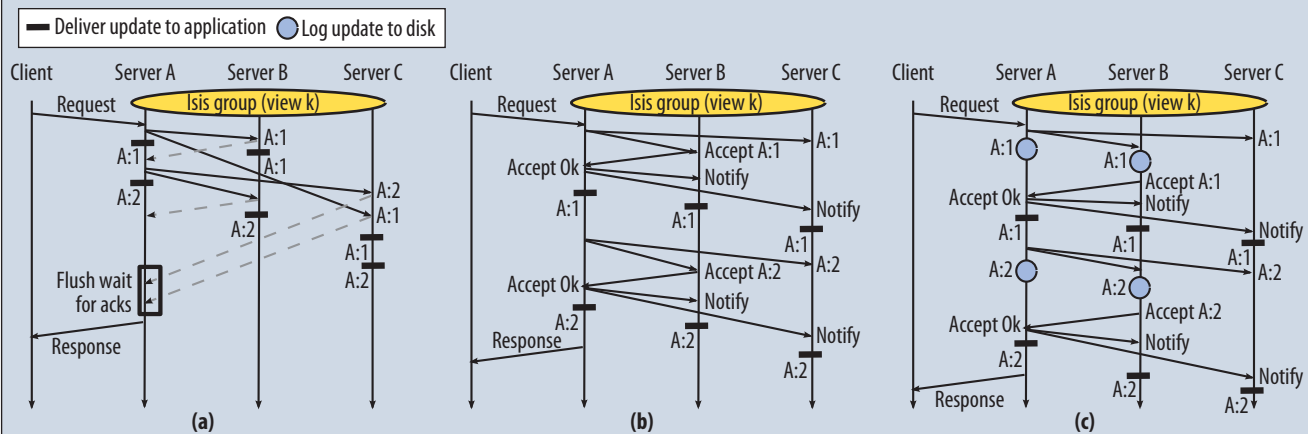 Deliver update to application Log update to disk
Client Server A Server B Server C
Request
Isis group (view k)
A:1
A:1
A:2
A:2
A:1
A:2
A:1
A:2
Flush wait
for acks
Response
(a)
Client Server A Server B Server C
Request
Isis group (view k)
A:1
Accept A:1
Accept Ok
Notify
A:1
A:1
Notify
A:1
A:2
Accept A:2
Accept Ok
Notify
A:2
A:2
Notify
A:2
Response
(b)
Client Server A Server B Server C
Request
Isis group (view k)
A:1
A:1
A:1
Accept A:1
Accept Ok
Notify
A:1
A:1
Notify
A:1
A:2
A:2
A:2
Accept A:2
Accept Ok
Notify
A:2
Notify
A:2
A:2
Response
(c)